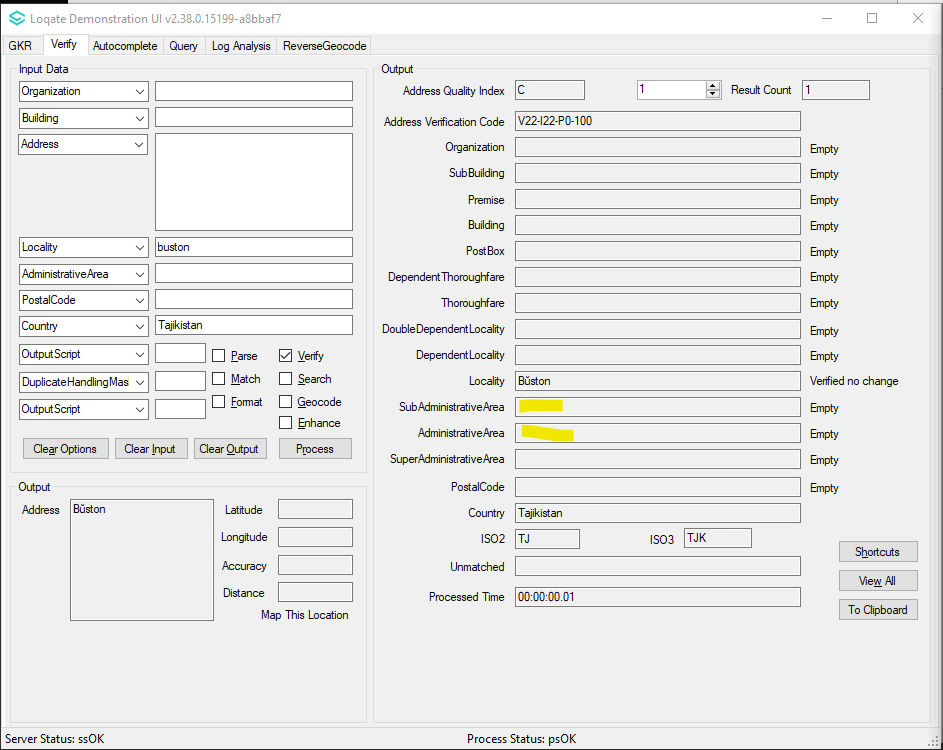 Loqate Demonstration UI v2.38.0.15199-a8bbaf7
GKR Verify Autocomplete Query Log Analysis ReverseGeocode
Input Data
Organization
Building
Address
Locality buston
AdministrativeArea
PostalCode
Country Tajikistan
OutputScript Parse Verify
DuplicateHandlingMas Match Search
OutputScript Format Geocode
Enhance
Clear Options Clear Input Clear Output Process
Output
Address Bŭston
Latitude
Longitude
Accuracy
Distance
Map This Location
Output
Address Quality Index C 1 Result Count 1
Address Verification Code V22-I22-P0-100
Organization Empty
SubBuilding Empty
Premise Empty
Building Empty
PostBox Empty
DependentThoroughfare Empty
Thoroughfare Empty
DoubleDependentLocality Empty
DependentLocality Empty
Locality Bŭston Verified no change
SubAdministrativeArea Empty
AdministrativeArea Empty
SuperAdministrativeArea Empty
PostalCode Empty
Country Tajikistan
ISO2 TJ ISO3 TJK
Unmatched
Processed Time 00:00:00.01
Shortcuts
View All
To Clipboard
Server Status: ssOK Process Status: psOK